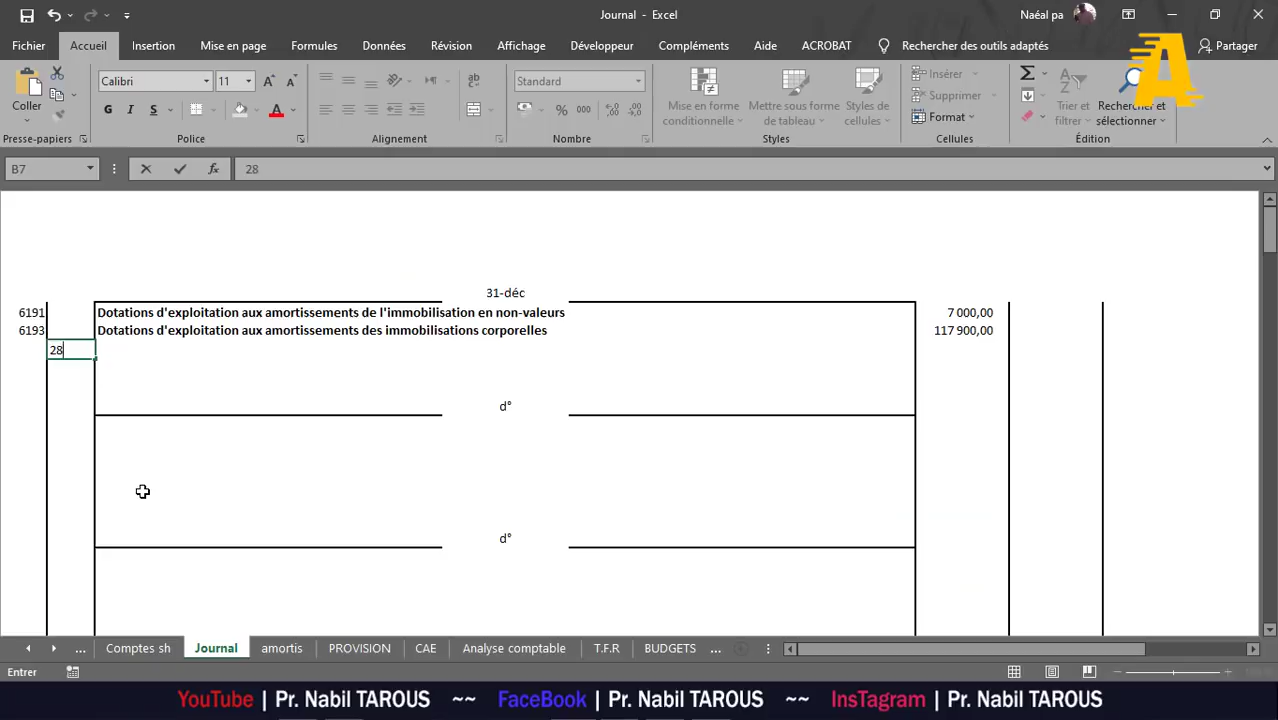 Journal - Excel
Naéal pa
Fichier Accueil Insertion Mise en page Formules Données Révision Affichage Développeur Compléments Aide ACROBAT Rechercher des outils adaptés Partager
Coller
Presse-papiers
Calibri 11
G I S
Police
Alignement
Standard
% 000
Nombre
Mise en forme conditionnelle
Mettre sous forme de tableau
Styles de cellules
Styles
Insérer
Supprimer
Format
Cellules
Trier et filtrer
Rechercher et sélectionner
Édition
B7 28
31-déc
6191 Dotations d'exploitation aux amortissements de l'immobilisation en non-valeurs 7 000,00
6193 Dotations d'exploitation aux amortissements des immobilisations corporelles 117 900,00
28
d°
d°
... Comptes sh Journal amortis PROVISION CAE Analyse comptable T.F.R BUDGETS ...
Entrer
YouTube | Pr. Nabil TAROUS ~~ FaceBook | Pr. Nabil TAROUS ~~ InsTagram | Pr. Nabil TAROUS